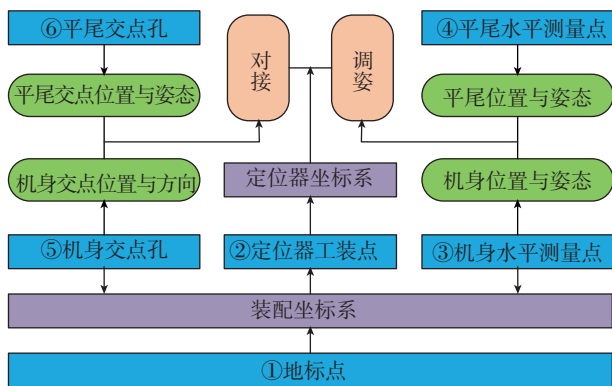 ⑥平尾交点孔
对接
调姿
④平尾水平测量点
平尾交点位置与姿态
平尾位置与姿态
机身交点位置与方向
定位器坐标系
机身位置与姿态
⑤机身交点孔
②定位器工装点
③机身水平测量点
装配坐标系
①地标点